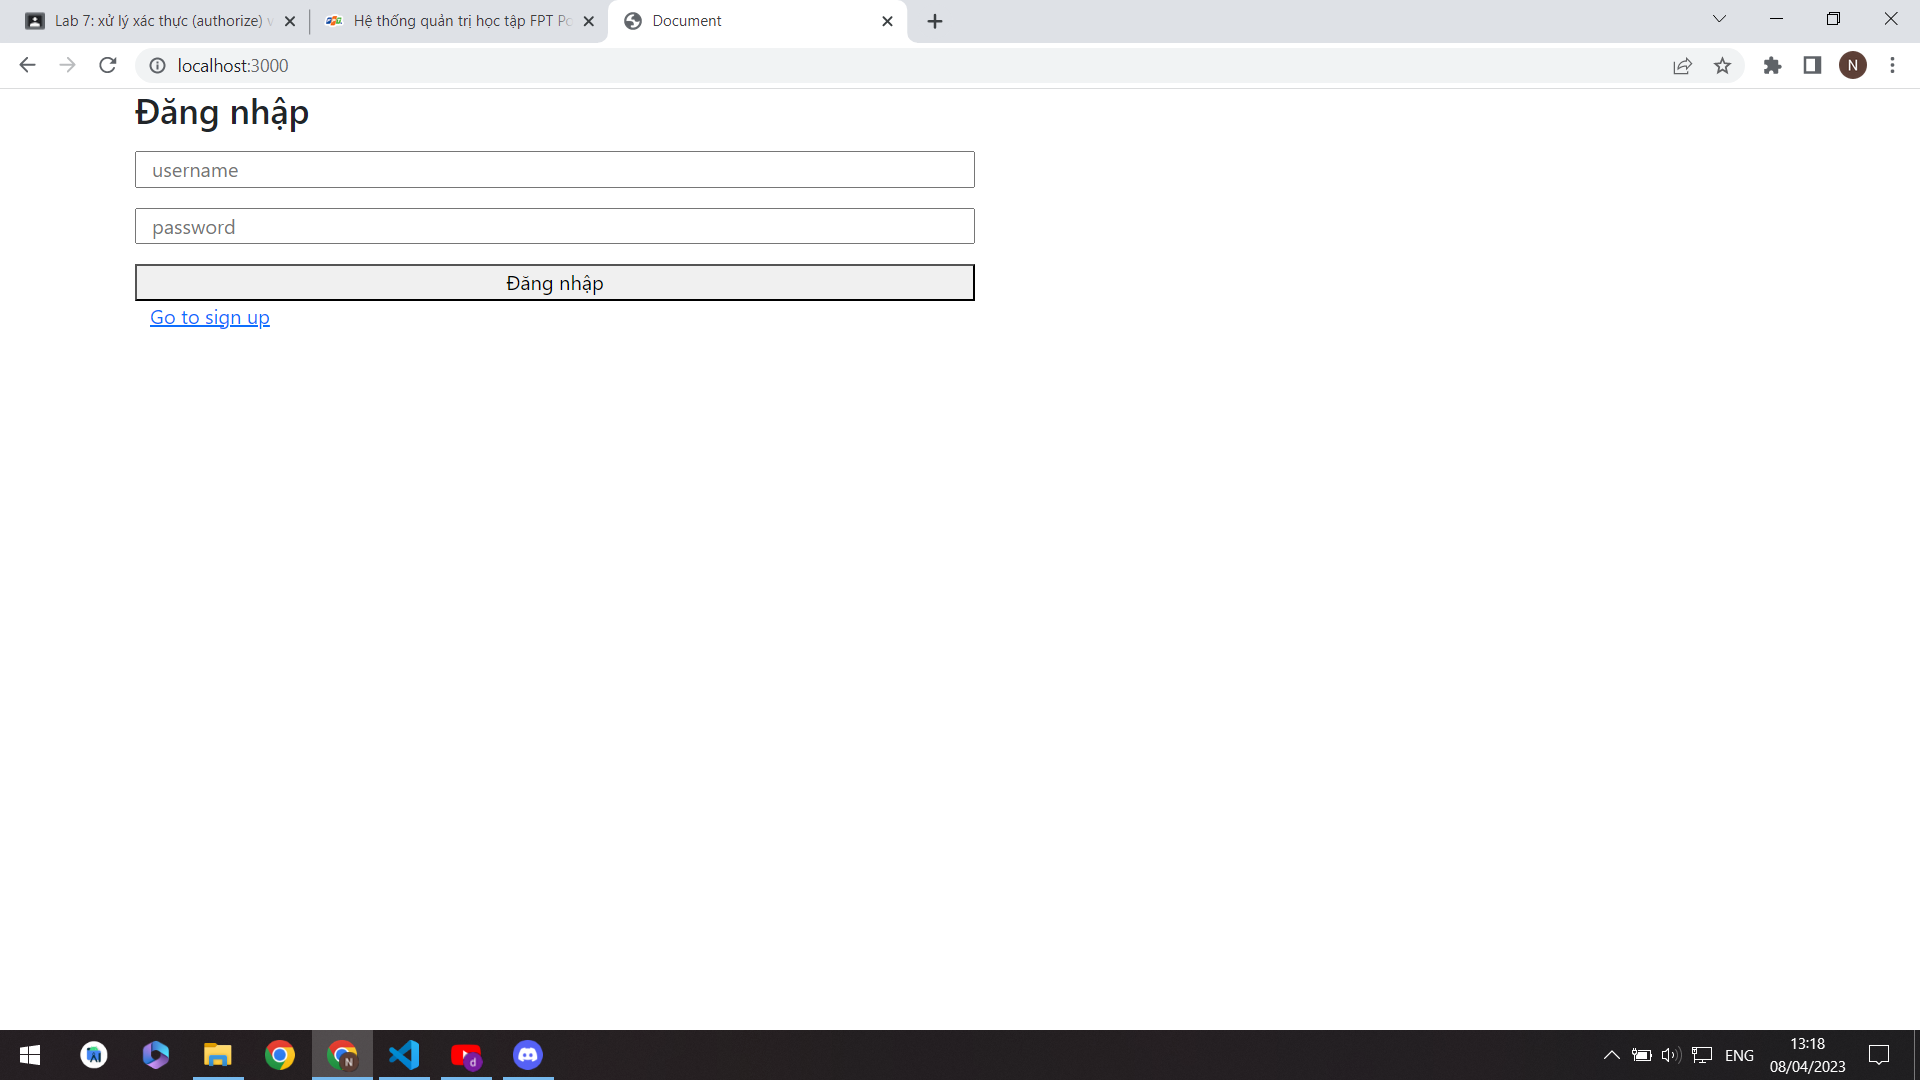 Lab 7: xử lý xác thực (authorize) v
Hệ thống quản trị học tập FPT Po
Document
localhost:3000
N
Đăng nhập
username
password
Đăng nhập
Go to sign up
N
d
ENG
13:18
08/04/2023